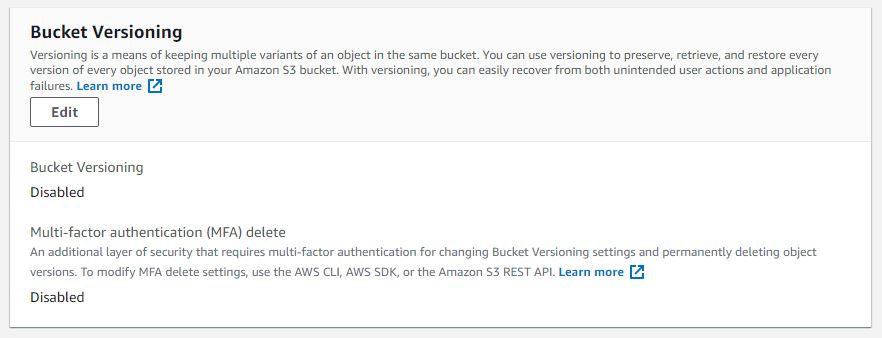 Bucket Versioning
Versioning is a means of keeping multiple variants of an object in the same bucket. You can use versioning to preserve, retrieve, and restore every
version of every object stored in your Amazon S3 bucket. With versioning, you can easily recover from both unintended user actions and application
failures. Learn more
Edit
Bucket Versioning
Disabled
Multi-factor authentication (MFA) delete
An additional layer of security that requires multi-factor authentication for changing Bucket Versioning settings and permanently deleting object
versions. To modify MFA delete settings, use the AWS CLI, AWS SDK, or the Amazon S3 REST API. Learn more
Disabled